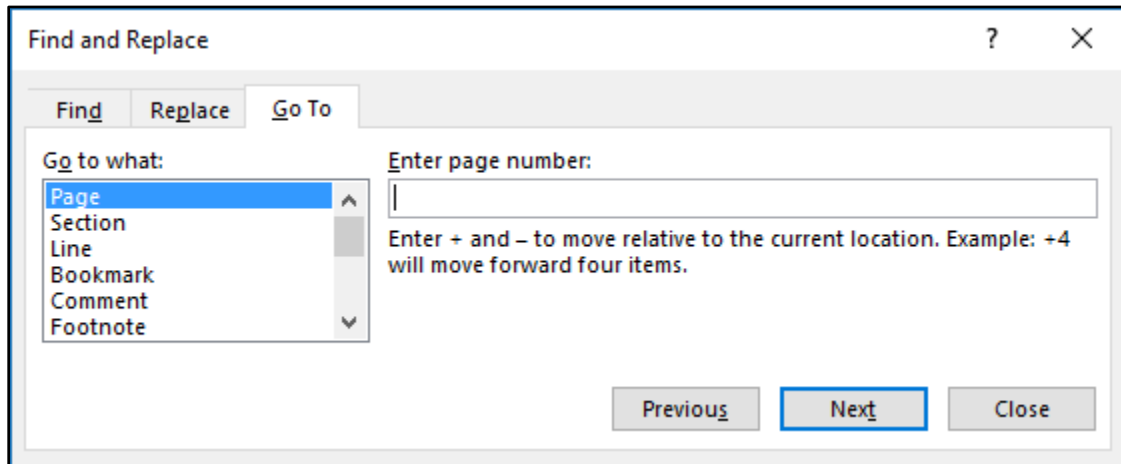 Find and Replace ?
Find Replace Go To
Go to what:
Page
Section
Line
Bookmark
Comment
Footnote
Enter page number:
Enter + and – to move relative to the current location. Example: +4
will move forward four items.
Previous Next Close